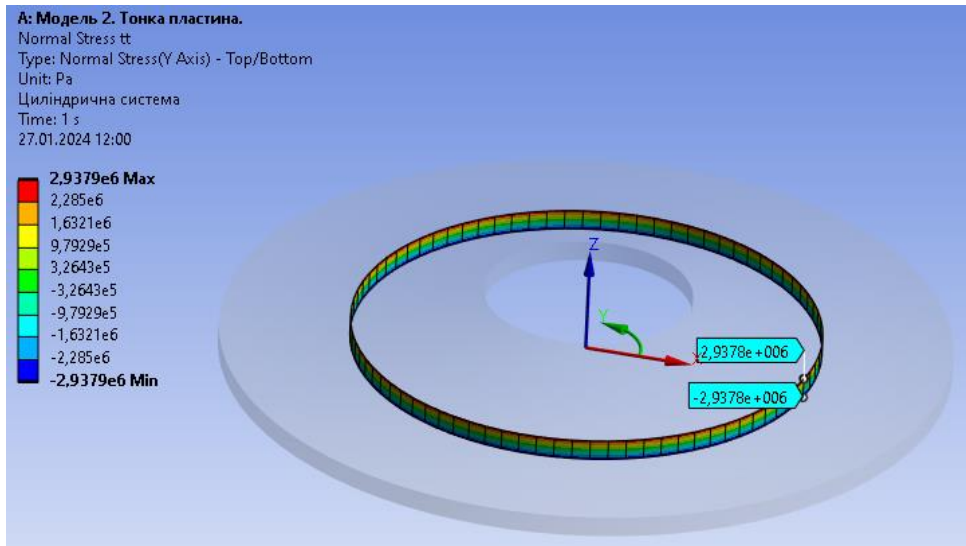 A: Модель 2. Тонка пластина.
Normal Stress tt
Type: Normal Stress(Y Axis) - Top/Bottom
Unit: Pa
Циліндрична система
Time: 1 s
27.01.2024 12:00
2,9379e6 Max
2,285e6
1,6321e6
9,7929e5
3,2643e5
-3,2643e5
-9,7929e5
-1,6321e6
-2,285e6
-2,9379e6 Min
Z
Y
X
2,9378e+006
-2,9378e+006